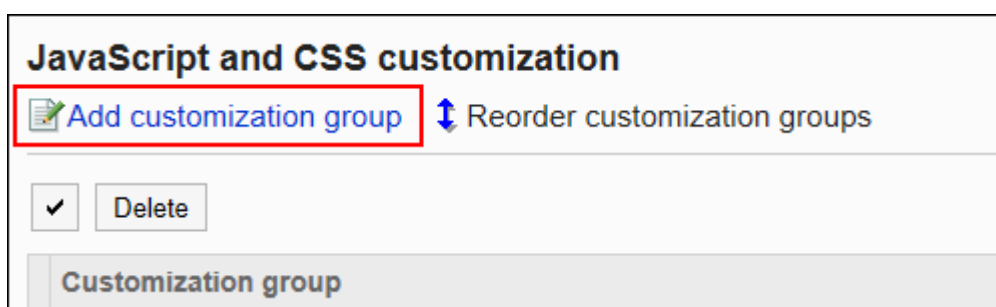 JavaScript and CSS customization
Add customization group Reorder customization groups
Delete
Customization group